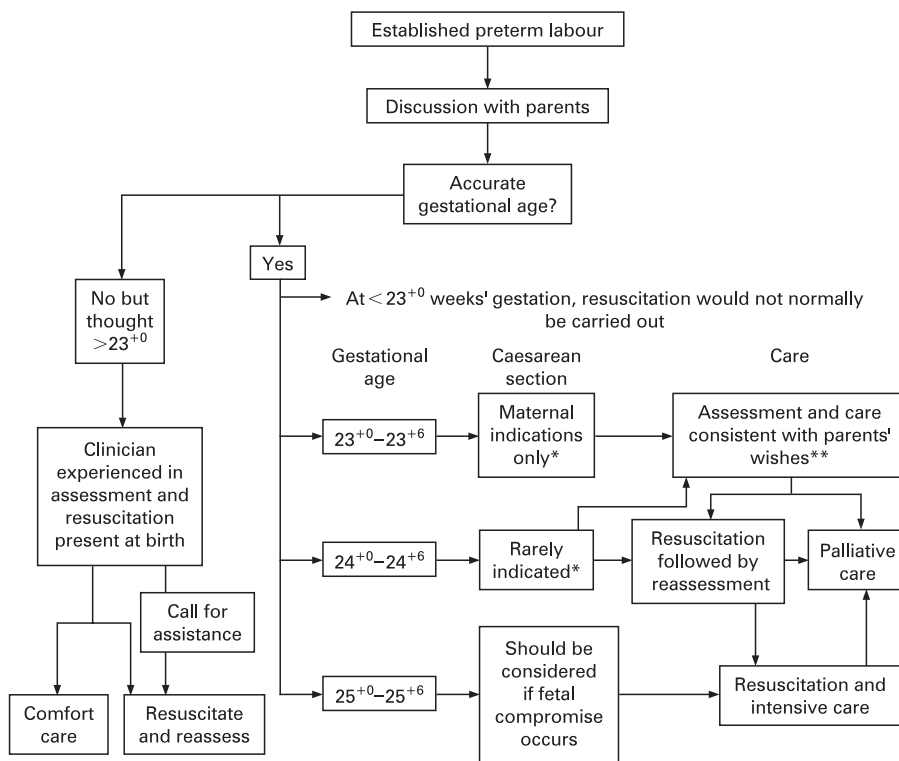 Established preterm labour
Discussion with parents
Accurate
gestational age?
Yes
No but
thought
>23⁺⁰
At < 23⁺⁰ weeks' gestation, resuscitation would not normally
be carried out
Gestational
age
Caesarean
section
Care
23⁺⁰–23⁺⁶
Maternal
indications
only*
Assessment and care
consistent with parents'
wishes**
Clinician
experienced in
assessment and
resuscitation
present at birth
24⁺⁰–24⁺⁶
Rarely
indicated*
Resuscitation
followed by
reassessment
Palliative
care
Call for
assistance
Comfort
care
Resuscitate
and reassess
25⁺⁰–25⁺⁶
Should be
considered
if fetal
compromise
occurs
Resuscitation and
intensive care